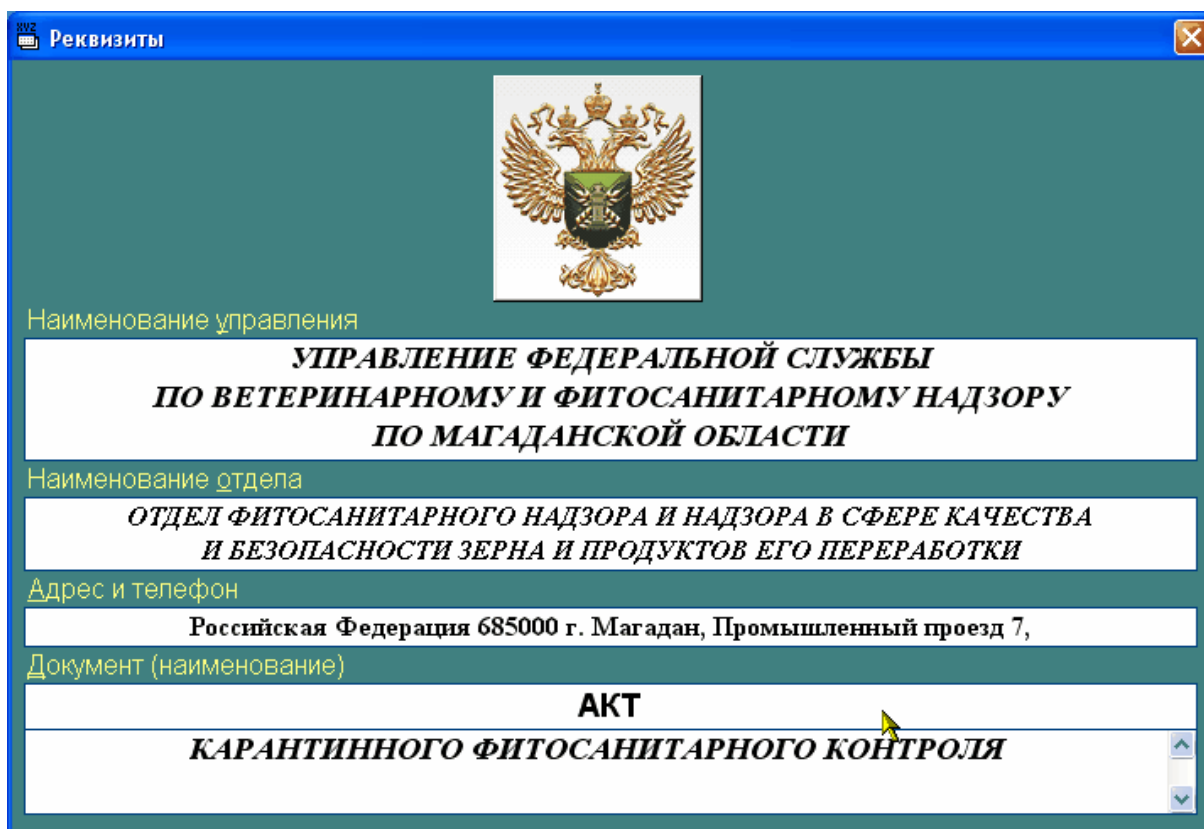 XYZ
Реквизиты
Наименование управления
УПРАВЛЕНИЕ ФЕДЕРАЛЬНОЙ СЛУЖБЫ
ПО ВЕТЕРИНАРНОМУ И ФИТОСАНИТАРНОМУ НАДЗОРУ
ПО МАГАДАНСКОЙ ОБЛАСТИ
Наименование отдела
ОТДЕЛ ФИТОСАНИТАРНОГО НАДЗОРА И НАДЗОРА В СФЕРЕ КАЧЕСТВА
И БЕЗОПАСНОСТИ ЗЕРНА И ПРОДУКТОВ ЕГО ПЕРЕРАБОТКИ
Адрес и телефон
Российская Федерация 685000 г. Магадан, Промышленный проезд 7,
Документ (наименование)
АКТ
КАРАНТИННОГО ФИТОСАНИТАРНОГО КОНТРОЛЯ